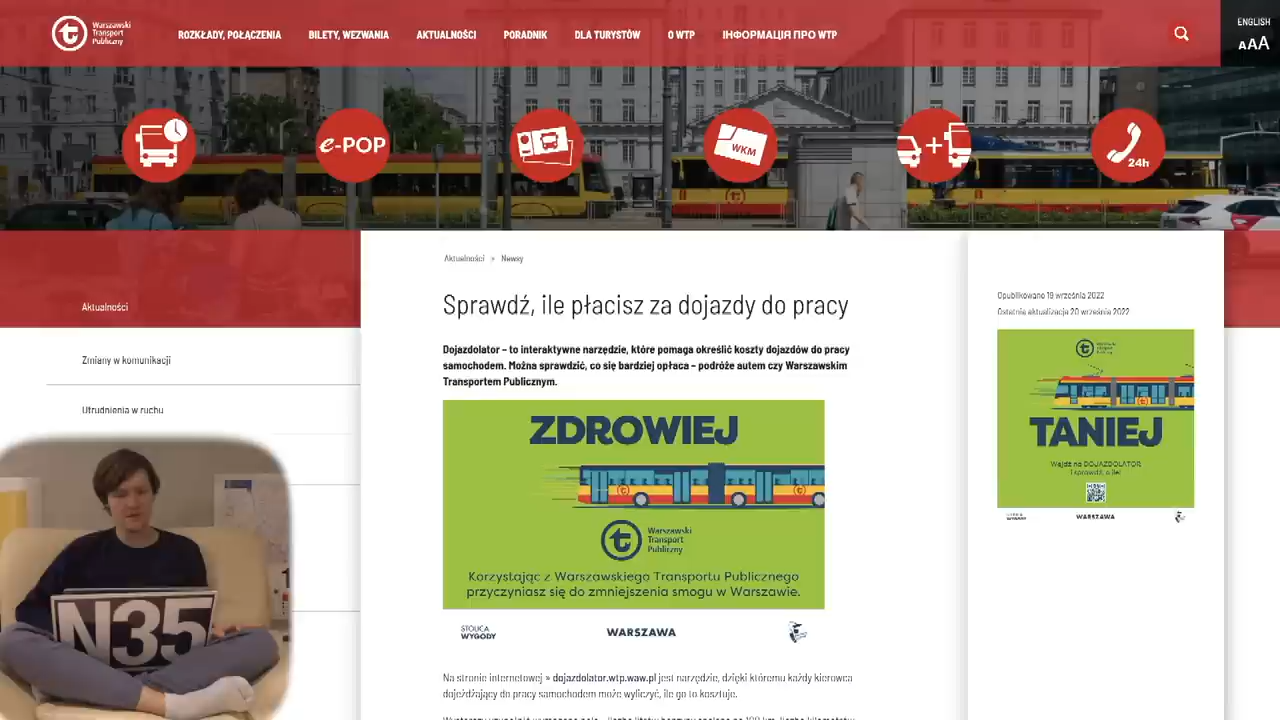 Warszawski
Transport
Publiczny
ROZKŁADY, POŁĄCZENIA
BILETY, WEZWANIA
AKTUALNOŚCI
PORADNIK
DLA TURYSTÓW
O WTP
ІНФОРМАЦІЯ ПРО WTP
ENGLISH
AAA
e-POP
WKM
+
24h
Aktualności
Zmiany w komunikacji
Utrudnienia w ruchu
N35
Aktualności » Newsy
Sprawdź, ile płacisz za dojazdy do pracy
Dojazdolator – to interaktywne narzędzie, które pomaga określić koszty dojazdów do pracy
samochodem. Można sprawdzić, co się bardziej opłaca – podróże autem czy Warszawskim
Transportem Publicznym.
ZDROWIEJ
Warszawski
Transport
Publiczny
Korzystając z Warszawskiego Transportu Publicznego
przyczyniasz się do zmniejszenia smogu w Warszawie.
STOLICA
WYGODY
WARSZAWA
Na stronie internetowej » dojazdolator.wtp.waw.pl jest narzędzie, dzięki któremu każdy kierowca
dojeżdżający do pracy samochodem może wyliczyć, ile go to kosztuje.
Opublikowano 19 września 2022
Ostatnia aktualizacja 20 września 2022
TANIEJ
Wejdź na DOJAZDOLATOR
i sprawdź, o ile!
WARSZAWA